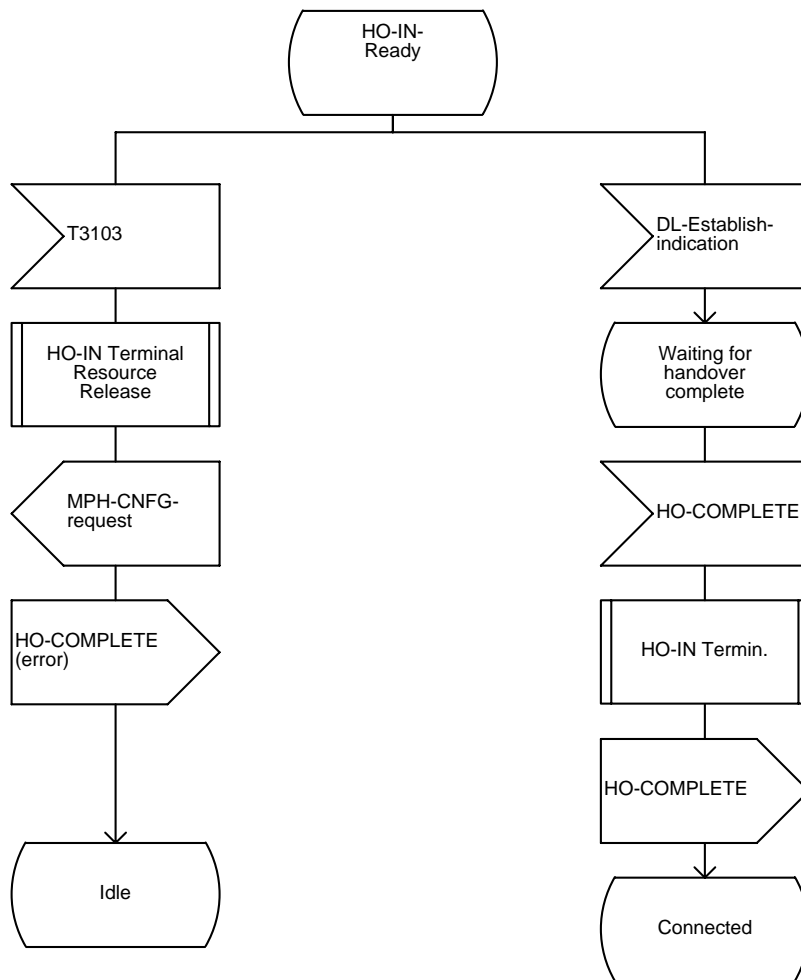 HO-IN-
Ready
T3103
DL-Establish-
indication
HO-IN Terminal
Resource
Release
Waiting for
handover
complete
MPH-CNFG-
request
HO-COMPLETE
HO-COMPLETE
(error)
HO-IN Termin.
HO-COMPLETE
Idle
Connected